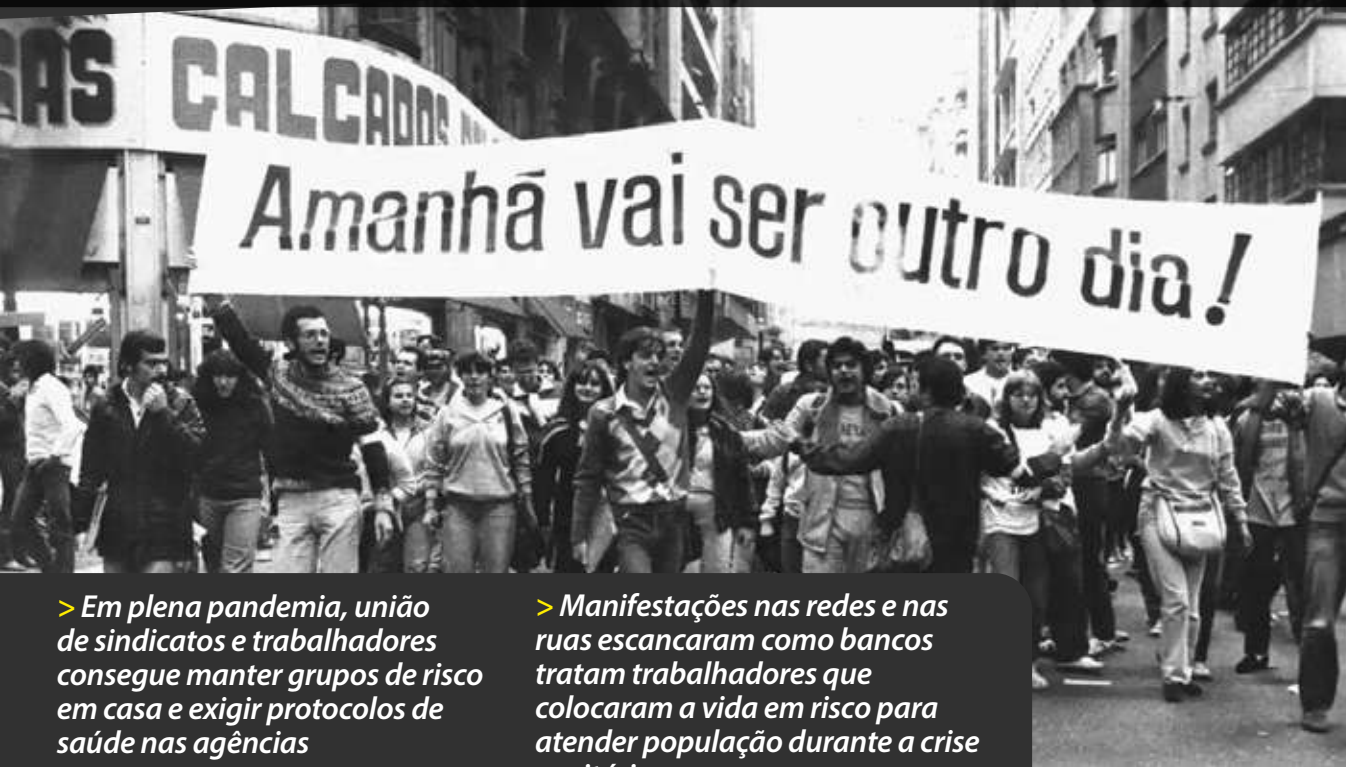 CALÇADOS
Amanhã vai ser outro dia!
> Em plena pandemia, união
de sindicatos e trabalhadores
consegue manter grupos de risco
em casa e exigir protocolos de
saúde nas agências
> Manifestações nas redes e nas
ruas escancaram como bancos
tratam trabalhadores que
colocaram a vida em risco para
atender população durante a crise